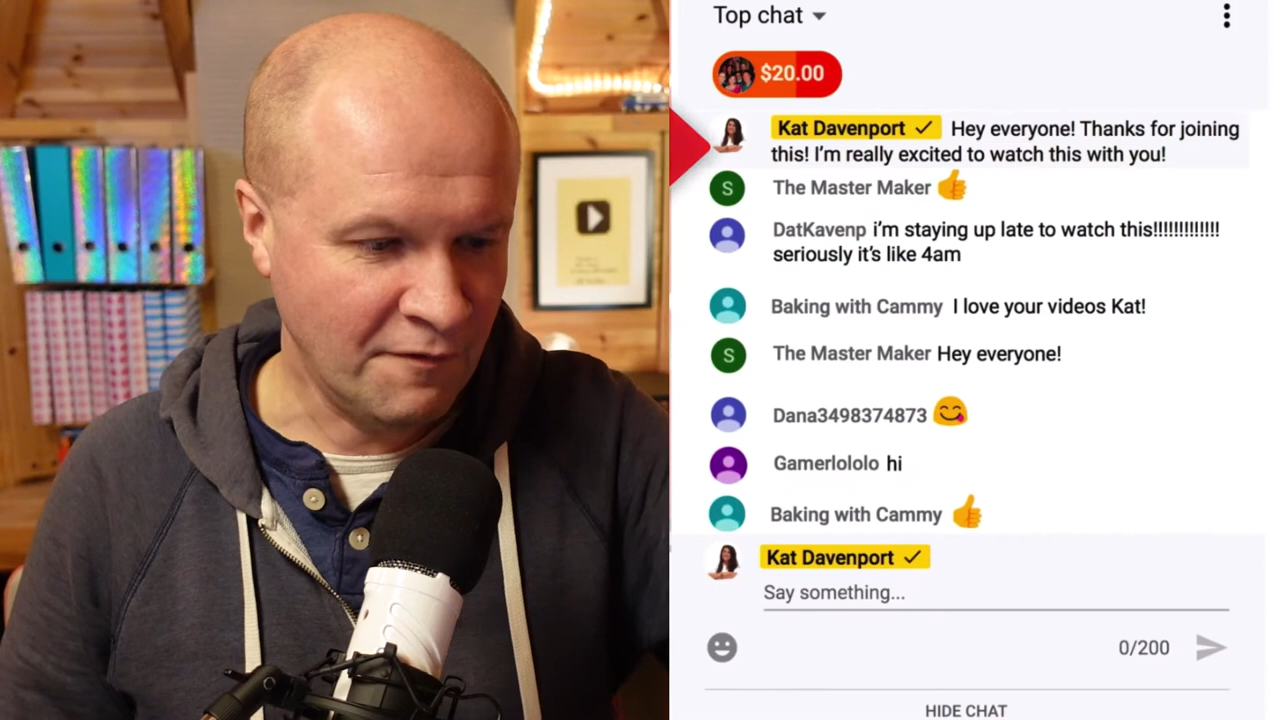 Top chat
$20.00
Kat Davenport Hey everyone! Thanks for joining
this! I’m really excited to watch this with you!
S The Master Maker 👍
DatKavenp i’m staying up late to watch this!!!!!!!!!!!!!
seriously it’s like 4am
Baking with Cammy I love your videos Kat!
S The Master Maker Hey everyone!
Dana3498374873 😋
Gamerlololo hi
Baking with Cammy 👍
Kat Davenport
Say something...
0/200
HIDE CHAT